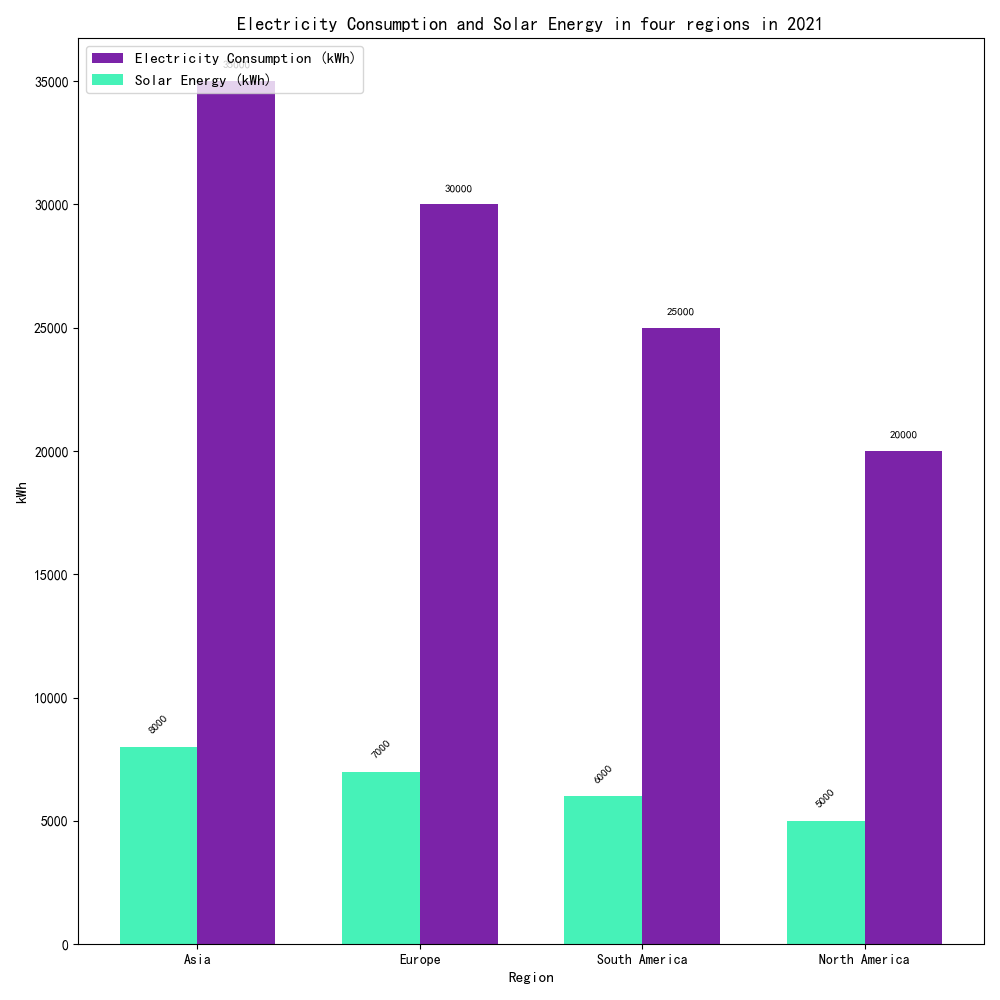 Electricity Consumption and Solar Energy in four regions in 2021
Electricity Consumption (kWh)
Solar Energy (kWh)
35000
35000
30000
30000
25000
25000
20000
20000
15000
10000
8000
7000
6000
5000
5000
0
kWh
Asia
Europe
South America
North America
Region